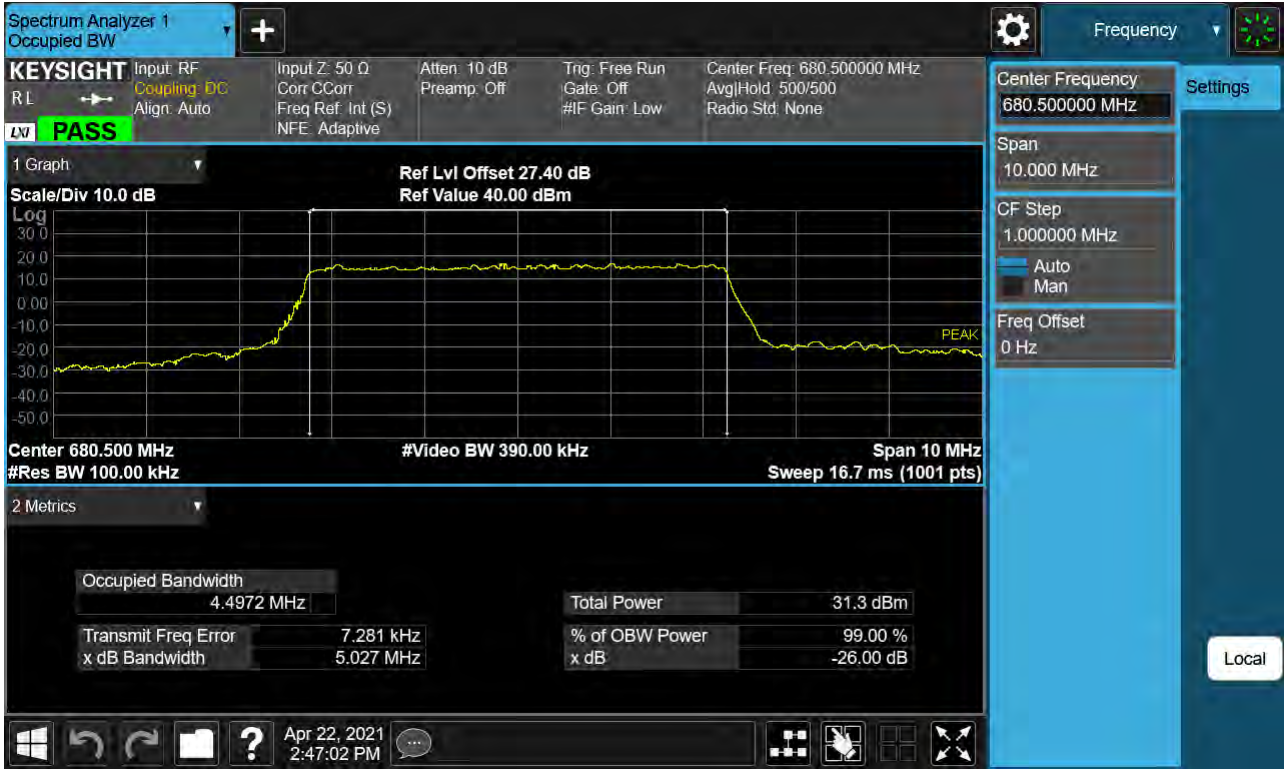 Spectrum Analyzer 1
Occupied BW
+
Frequency
KEYSIGHT
RL
LXI
PASS
Input: RF
Coupling: DC
Align: Auto
Input Z: 50 Ω
Corr CCorr
Freq Ref: Int (S)
NFE: Adaptive
Atten: 10 dB
Preamp: Off
Trig: Free Run
Gate: Off
#IF Gain: Low
Center Freq: 680.500000 MHz
Avg|Hold: 500/500
Radio Std: None
Center Frequency
680.500000 MHz
Settings
Span
10.000 MHz
CF Step
1.000000 MHz
Auto
Man
Freq Offset
0 Hz
Local
1 Graph
Scale/Div 10.0 dB
Ref Lvl Offset 27.40 dB
Ref Value 40.00 dBm
Log
30.0
20.0
10.0
0.00
-10.0
-20.0
-30.0
-40.0
-50.0
PEAK
Center 680.500 MHz
#Video BW 390.00 kHz
Span 10 MHz
#Res BW 100.00 kHz
Sweep 16.7 ms (1001 pts)
2 Metrics
Occupied Bandwidth
4.4972 MHz
Total Power 31.3 dBm
Transmit Freq Error 7.281 kHz
% of OBW Power 99.00 %
x dB Bandwidth 5.027 MHz
x dB -26.00 dB
?
Apr 22, 2021
2:47:02 PM